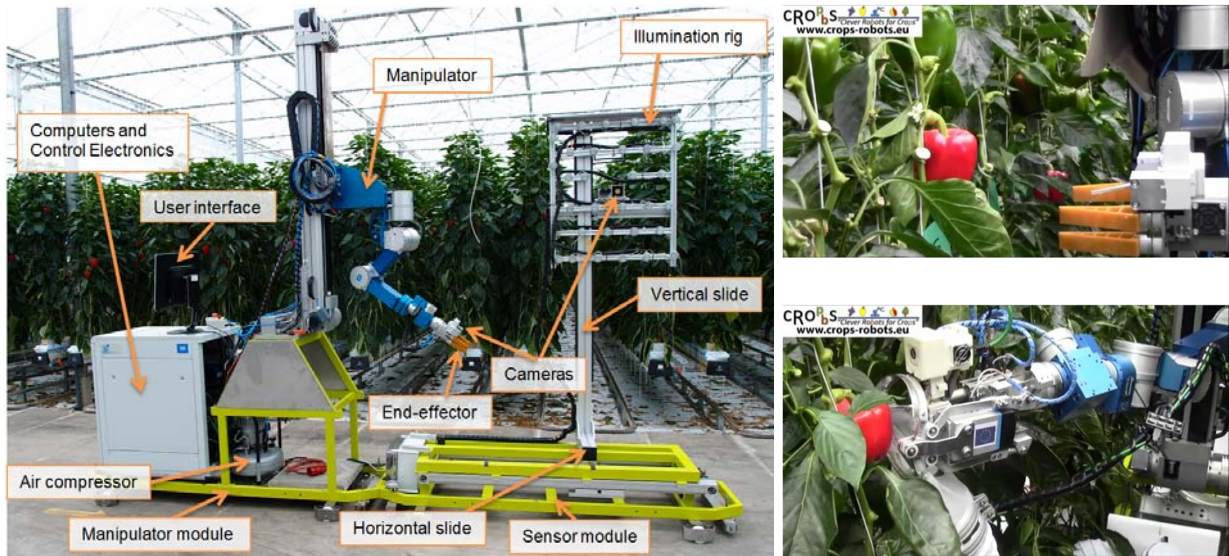 Illumination rig
Manipulator
Computers and
Control Electronics
User interface
Vertical slide
Cameras
End-effector
Air compressor
Manipulator module
Horizontal slide
Sensor module
CROPbS
"Clever Robots for Crops"
www.crops-robots.eu
CROPbS
"Clever Robots for Crops"
www.crops-robots.eu